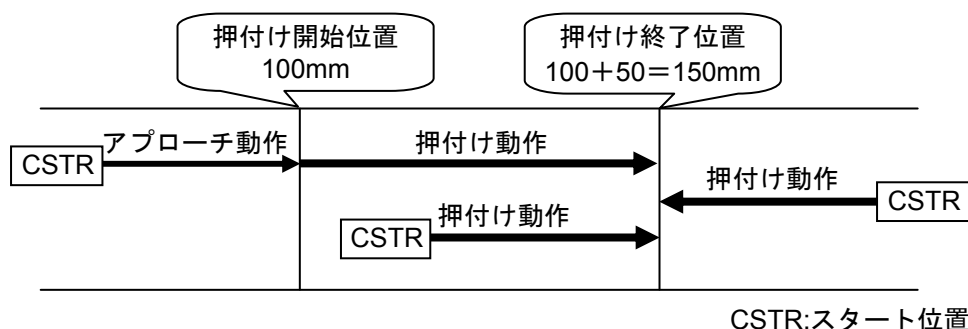 押付け開始位置
100mm
押付け終了位置
100+50=150mm
アプローチ動作
CSTR
押付け動作
押付け動作
CSTR
押付け動作
CSTR
CSTR:スタート位置